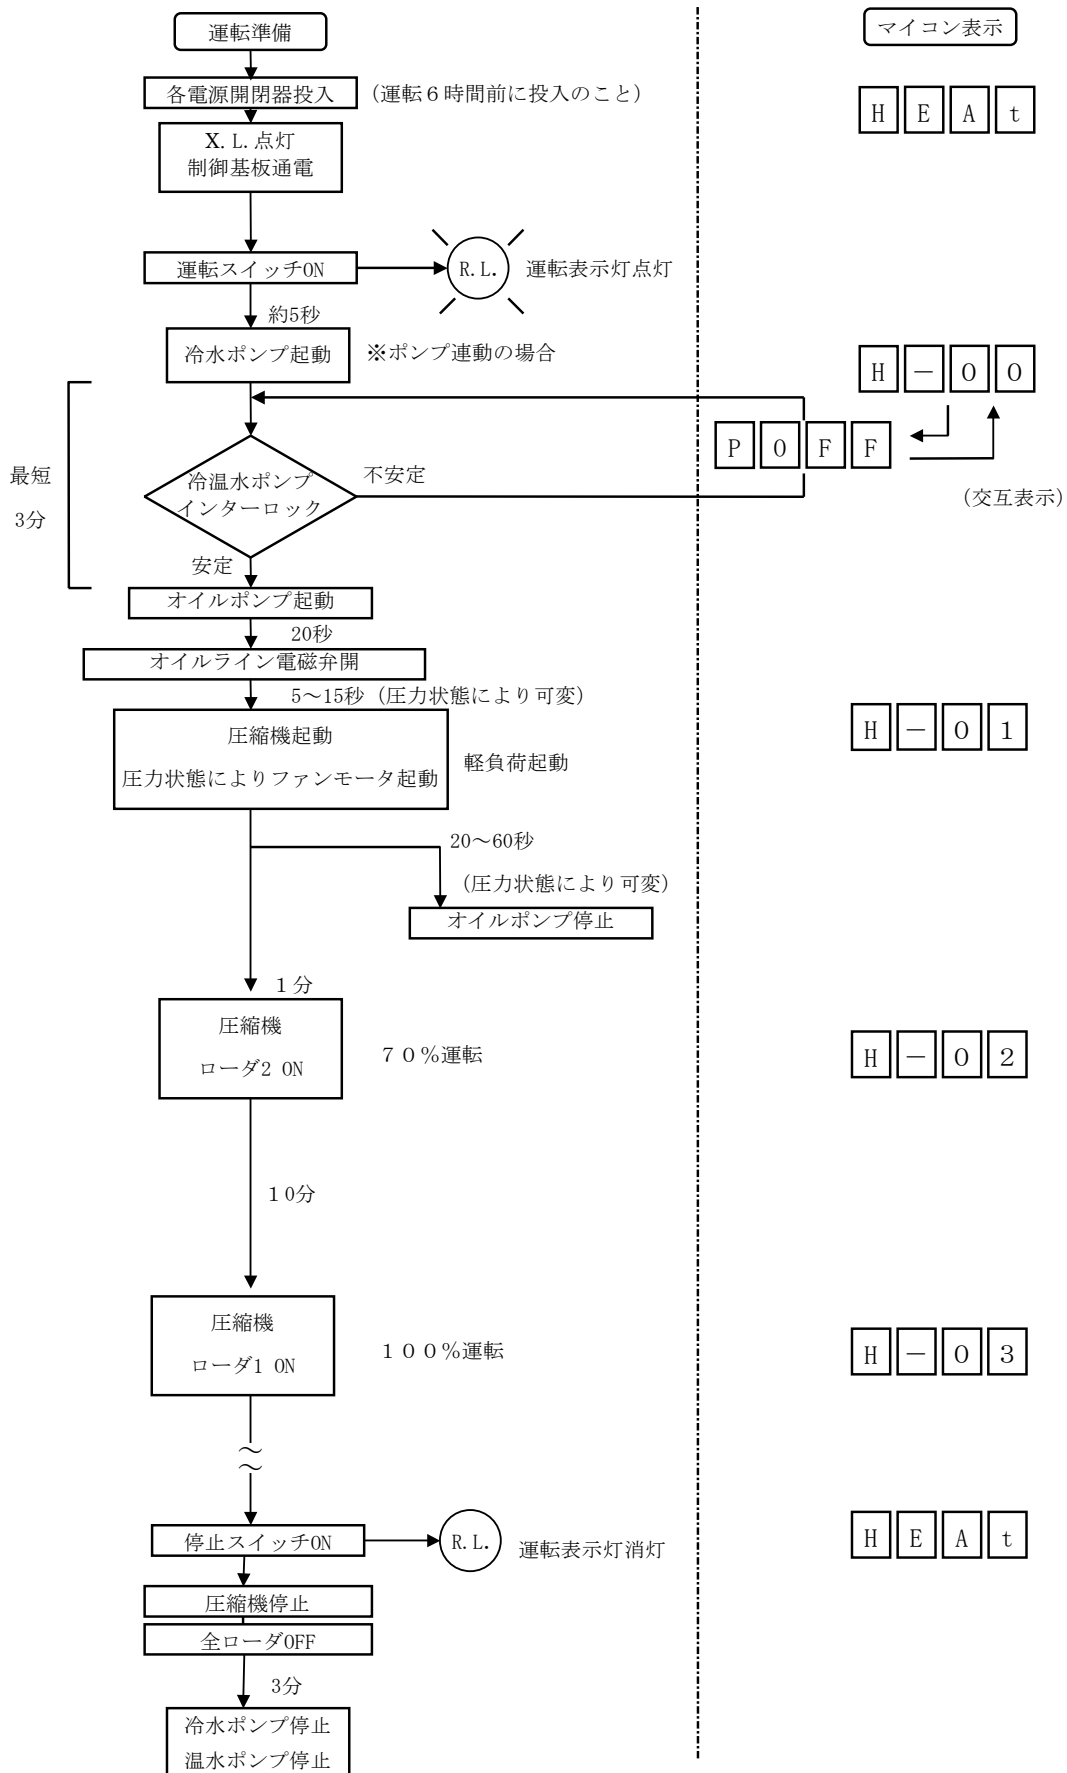 運転準備
マイコン表示
各電源開閉器投入 (運転6時間前に投入のこと)
H E A t
X.L.点灯
制御基板通電
運転スイッチON
R.L. 運転表示灯点灯
約5秒
冷水ポンプ起動 ※ポンプ連動の場合
H － 0 0
P O F F
(交互表示)
最短
3分
冷温水ポンプ
インターロック
不安定
安定
オイルポンプ起動
20秒
オイルライン電磁弁開
5～15秒 (圧力状態により可変)
圧縮機起動
圧力状態によりファンモータ起動
軽負荷起動
H － 0 1
20～60秒
(圧力状態により可変)
オイルポンプ停止
１分
圧縮機
ローダ2 ON
７０％運転
H － 0 2
１0分
圧縮機
ローダ1 ON
１００％運転
H － 0 3
～
～
停止スイッチON
R.L. 運転表示灯消灯
H E A t
圧縮機停止
全ローダOFF
3分
冷水ポンプ停止
温水ポンプ停止